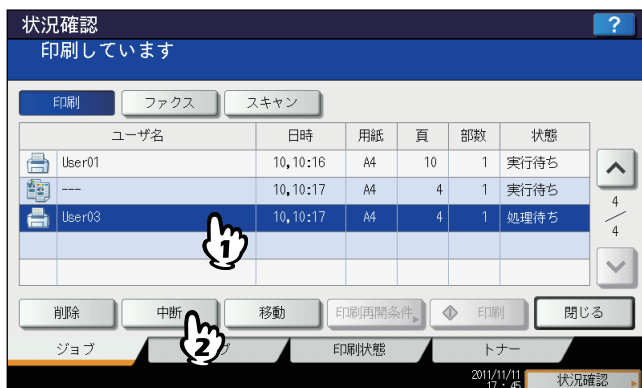 状況確認 ?
印刷しています
印刷 ファクス スキャン
ユーザ名 日時 用紙 頁 部数 状態
User01 10,10:16 A4 10 1 実行待ち
--- 10,10:17 A4 4 1 実行待ち
User03 10,10:17 A4 4 1 処理待ち
1
4
4
削除 中断 移動 印刷再開条件 印刷 閉じる
2
ジョブ グ 印刷状態 トナー
2011/11/11
17:45
状況確認